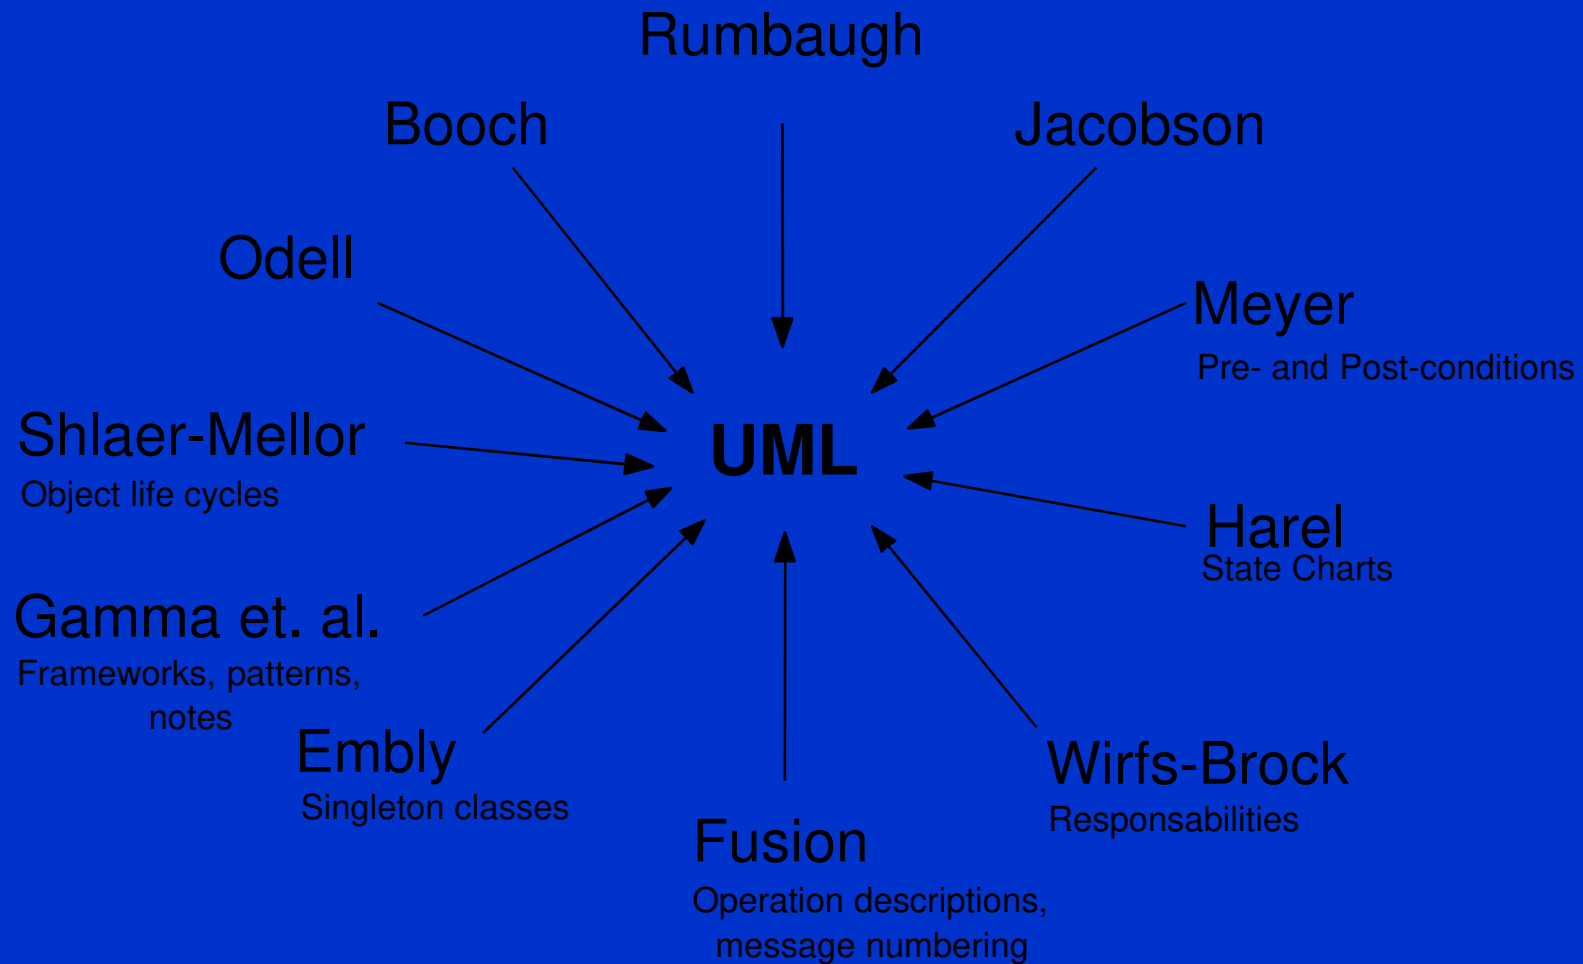 Rumbaugh
Booch
Jacobson
Odell
Meyer
Pre- and Post-conditions
Shlaer-Mellor
Object life cycles
UML
Harel
State Charts
Gamma et. al.
Frameworks, patterns,
notes
Embly
Singleton classes
Wirfs-Brock
Responsabilities
Fusion
Operation descriptions,
message numbering